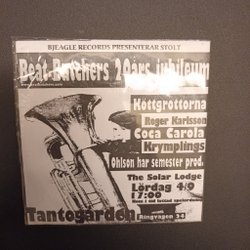 BJEAGLE RECORDS PRESENTERAR STOLT
Beat Butchers 20års jubileum
Köttgrottorna
Roger Karlsson
Coca Carola
Krymplings
Ohlson har semester prod.
The Solar Lodge
Lördag 4/9
17:00
Tantogården
Ringvägen 24